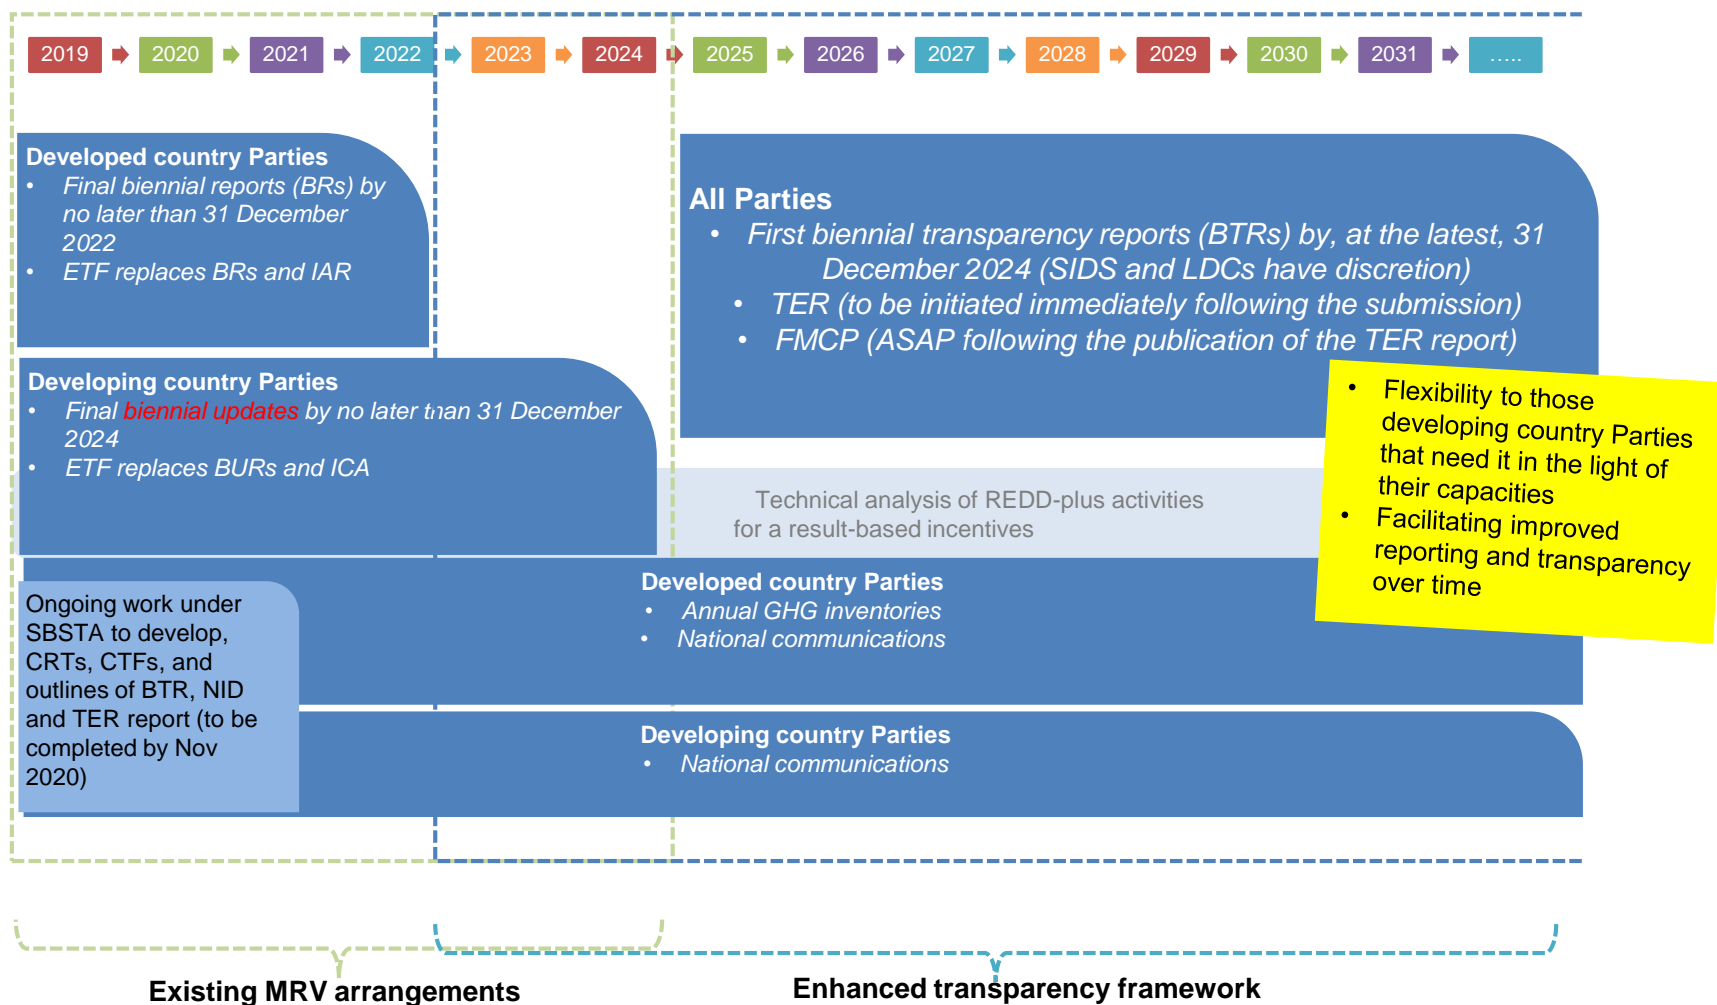 2019 2020 2021 2022 2023 2024 2025 2026 2027 2028 2029 2030 2031 .....
Developed country Parties
• Final biennial reports (BRs) by
no later than 31 December
2022
• ETF replaces BRs and IAR
All Parties
• First biennial transparency reports (BTRs) by, at the latest, 31
December 2024 (SIDS and LDCs have discretion)
• TER (to be initiated immediately following the submission)
• FMCP (ASAP following the publication of the TER report)
Developing country Parties
• Final biennial updates by no later than 31 December
2024
• ETF replaces BURs and ICA
• Flexibility to those
developing country Parties
that need it in the light of
their capacities
• Facilitating improved
reporting and transparency
over time
Technical analysis of REDD-plus activities
for a result-based incentives
Developed country Parties
• Annual GHG inventories
• National communications
Ongoing work under
SBSTA to develop,
CRTs, CTFs, and
outlines of BTR, NID
and TER report (to be
completed by Nov
2020)
Developing country Parties
• National communications
Existing MRV arrangements
Enhanced transparency framework